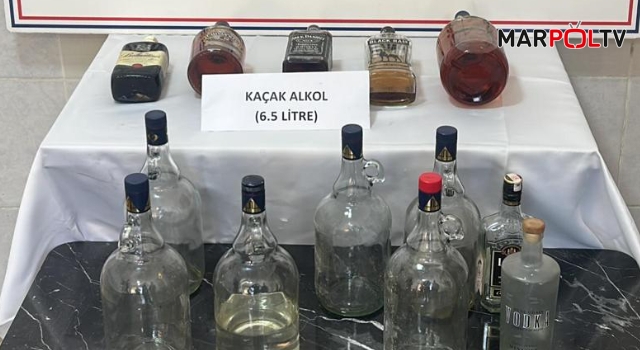 MARPOLTV
KAÇAK ALKOL
(6.5 LİTRE)
VODKA